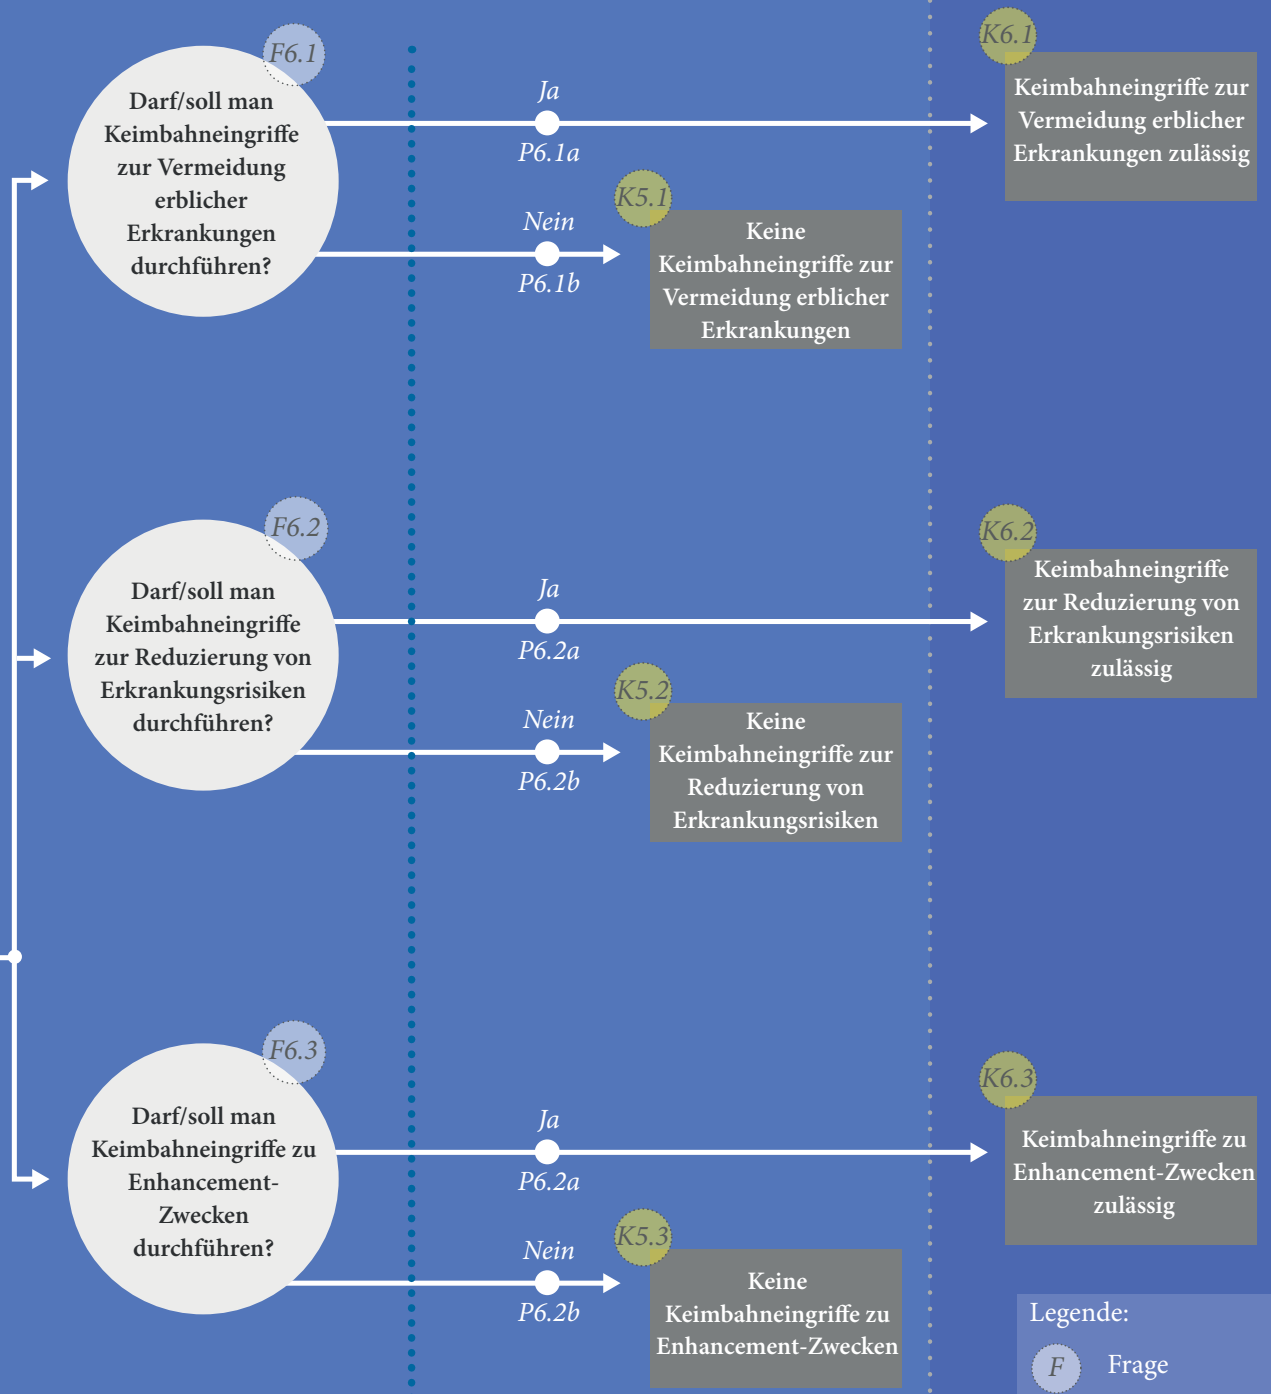 F6.1
Darf/soll man
Keimbahneingriffe
zur Vermeidung
erblicher
Erkrankungen
durchführen?
Ja
P6.1a
K6.1
Keimbahneingriffe zur
Vermeidung erblicher
Erkrankungen zulässig
Nein
P6.1b
K5.1
Keine
Keimbahneingriffe zur
Vermeidung erblicher
Erkrankungen
F6.2
Darf/soll man
Keimbahneingriffe
zur Reduzierung von
Erkrankungsrisiken
durchführen?
Ja
P6.2a
K6.2
Keimbahneingriffe
zur Reduzierung von
Erkrankungsrisiken
zulässig
Nein
P6.2b
K5.2
Keine
Keimbahneingriffe zur
Reduzierung von
Erkrankungsrisiken
F6.3
Darf/soll man
Keimbahneingriffe zu
Enhancement-
Zwecken
durchführen?
Ja
P6.2a
K6.3
Keimbahneingriffe zu
Enhancement-Zwecken
zulässig
Nein
P6.2b
K5.3
Keine
Keimbahneingriffe zu
Enhancement-Zwecken
Legende:
F Frage